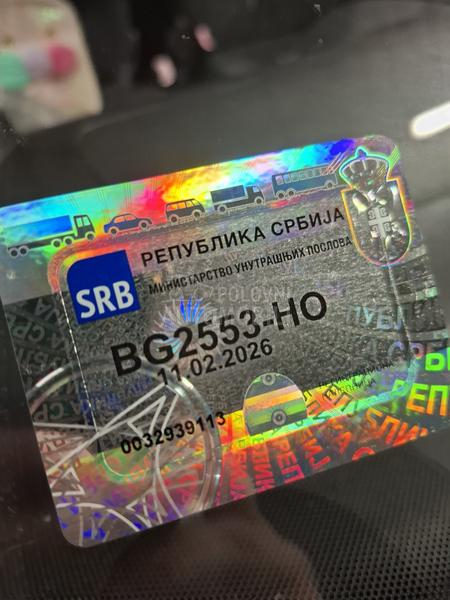 РЕПУБЛИКА СРБИЈА
МИНИСТАРСТВО УНУТРАШЊИХ ПОСЛОВА
SRB
BG2553-HO
11.02.2026
0032939113